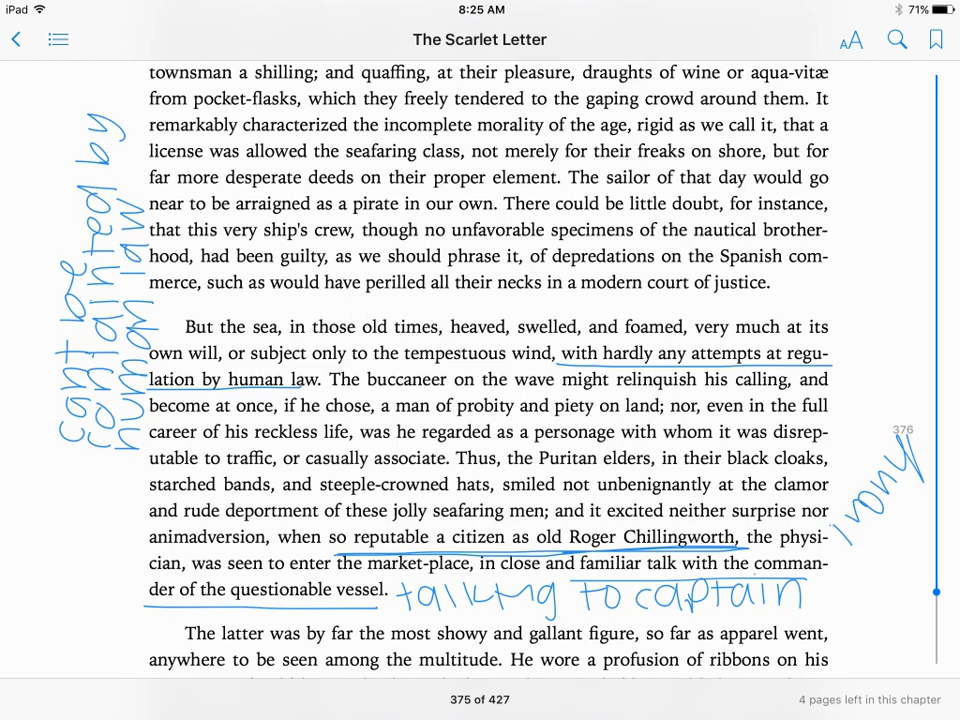 iPad 8:25 AM 71%
The Scarlet Letter
AA
townsman a shilling; and quaffing, at their pleasure, draughts of wine or aqua-vitæ
from pocket-flasks, which they freely tendered to the gaping crowd around them. It
remarkably characterized the incomplete morality of the age, rigid as we call it, that a
license was allowed the seafaring class, not merely for their freaks on shore, but for
far more desperate deeds on their proper element. The sailor of that day would go
near to be arraigned as a pirate in our own. There could be little doubt, for instance,
that this very ship's crew, though no unfavorable specimens of the nautical brother-
hood, had been guilty, as we should phrase it, of depredations on the Spanish com-
merce, such as would have perilled all their necks in a modern court of justice.
cant be
containted by
human law
But the sea, in those old times, heaved, swelled, and foamed, very much at its
own will, or subject only to the tempestuous wind, with hardly any attempts at regu-
lation by human law. The buccaneer on the wave might relinquish his calling, and
become at once, if he chose, a man of probity and piety on land; nor, even in the full
career of his reckless life, was he regarded as a personage with whom it was disrep-
utable to traffic, or casually associate. Thus, the Puritan elders, in their black cloaks,
starched bands, and steeple-crowned hats, smiled not unbenignantly at the clamor
and rude deportment of these jolly seafaring men; and it excited neither surprise nor
animadversion, when so reputable a citizen as old Roger Chillingworth, the physi-
cian, was seen to enter the market-place, in close and familiar talk with the comman-
der of the questionable vessel.
talking to captain
376
Irony
The latter was by far the most showy and gallant figure, so far as apparel went,
anywhere to be seen among the multitude. He wore a profusion of ribbons on his
375 of 427
4 pages left in this chapter